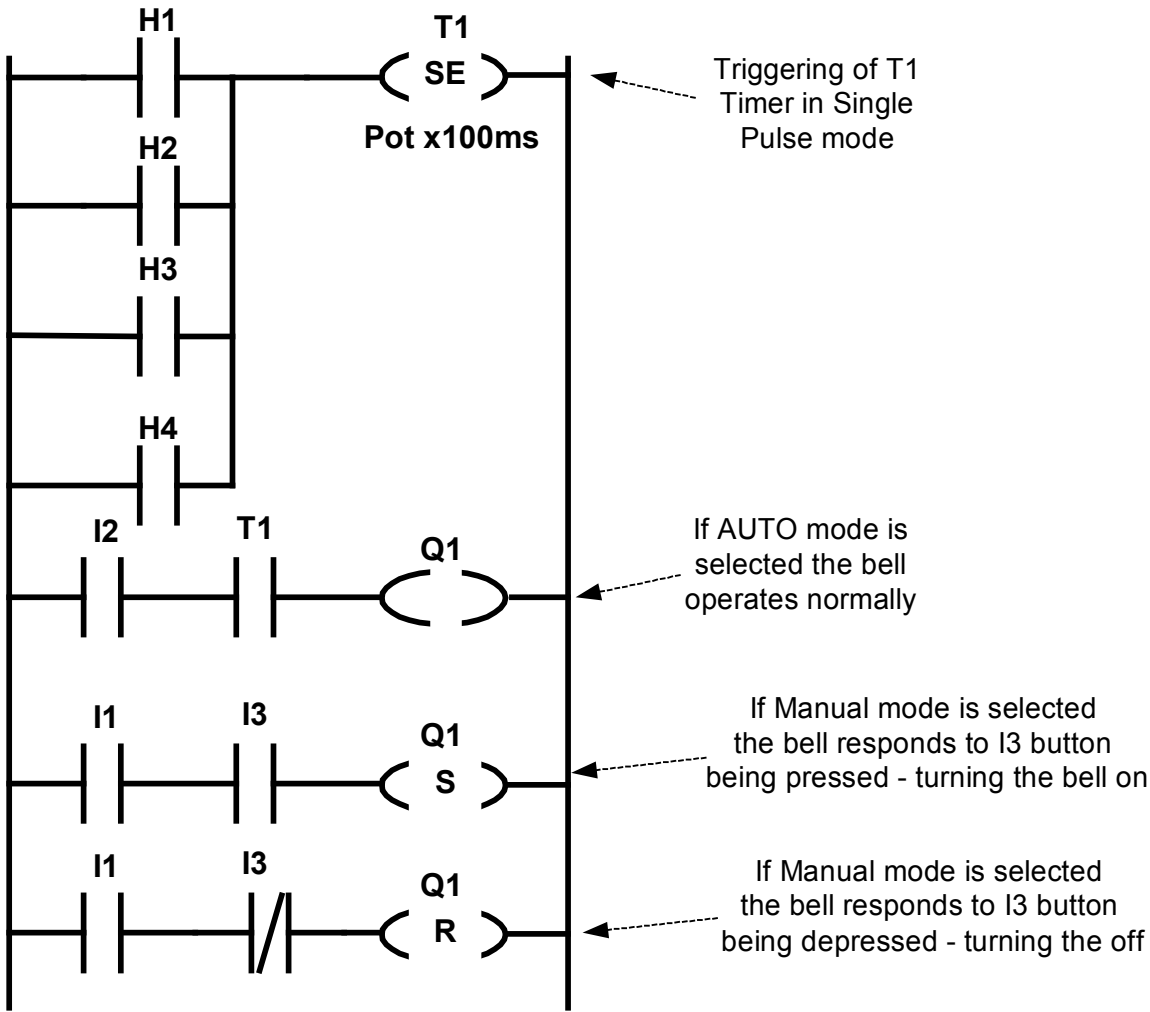 H1
T1
SE
Pot x100ms
Triggering of T1
Timer in Single
Pulse mode
H2
H3
H4
I2
T1
Q1
If AUTO mode is
selected the bell
operates normally
I1
I3
Q1
S
If Manual mode is selected
the bell responds to I3 button
being pressed - turning the bell on
I1
I3
Q1
R
If Manual mode is selected
the bell responds to I3 button
being depressed - turning the off